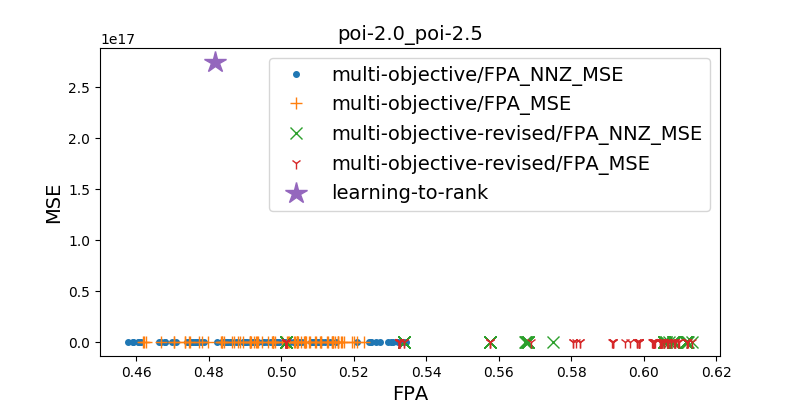 poi-2.0_poi-2.5
1e17
multi-objective/FPA_NNZ_MSE
multi-objective/FPA_MSE
multi-objective-revised/FPA_NNZ_MSE
multi-objective-revised/FPA_MSE
learning-to-rank
MSE
2.5
2.0
1.5
1.0
0.5
0.0
0.46 0.48 0.50 0.52 0.54 0.56 0.58 0.60 0.62
FPA